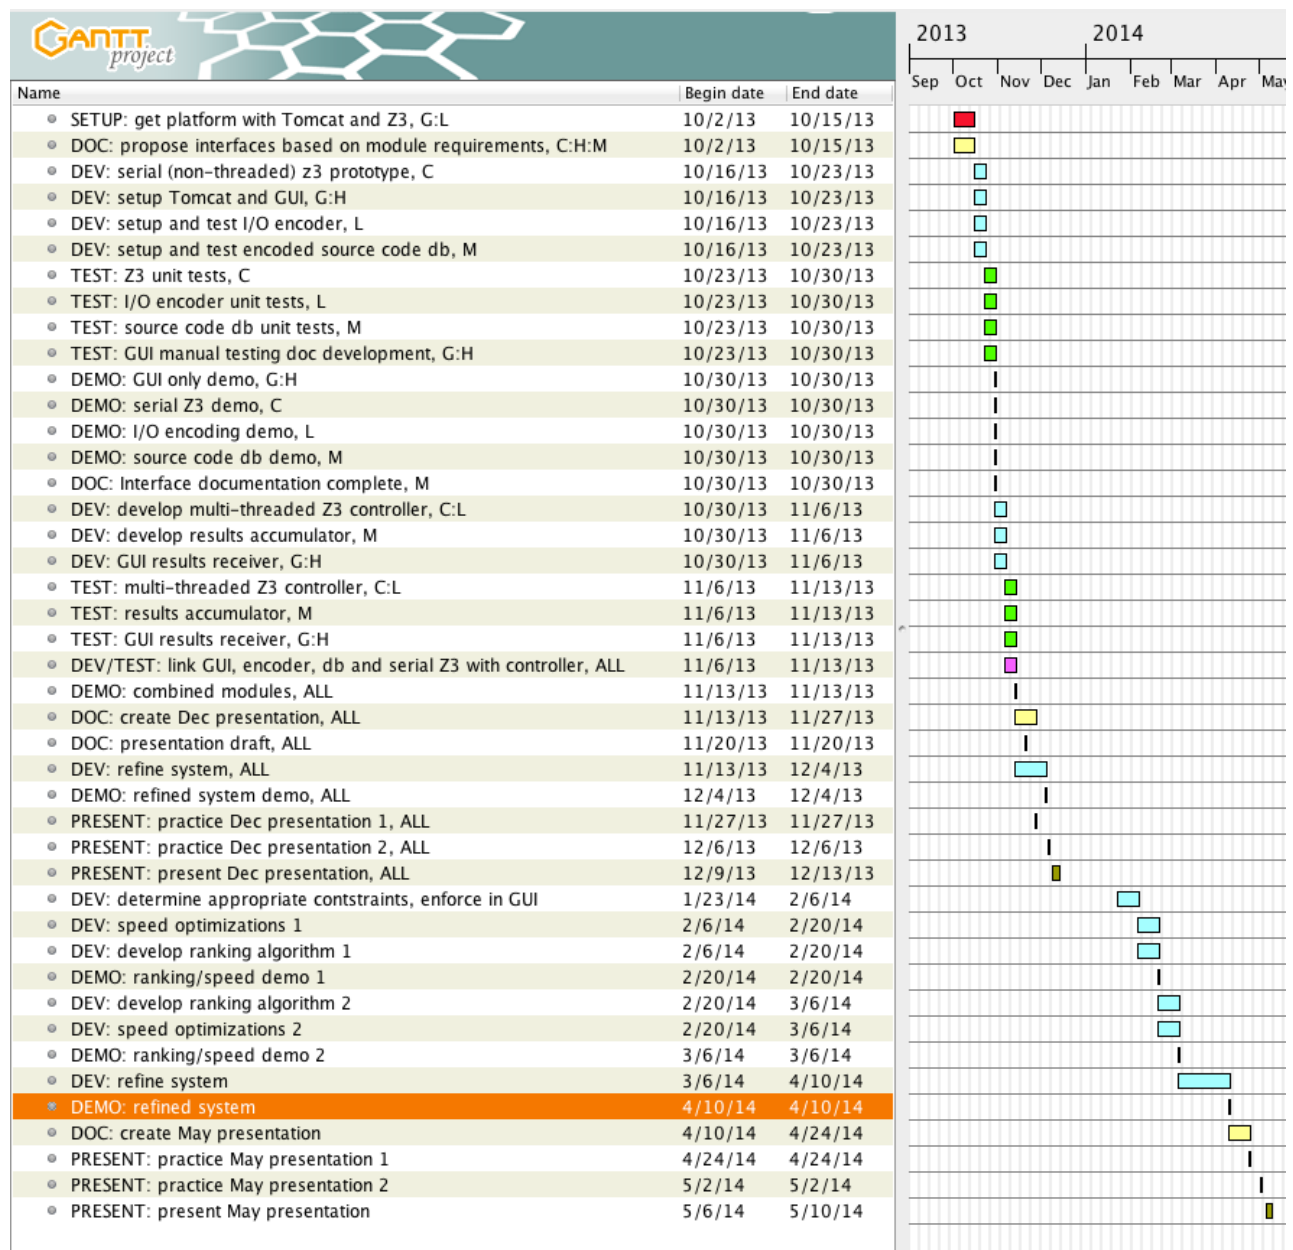 GANTT
project
2013 2014
Sep Oct Nov Dec Jan Feb Mar Apr May
Name Begin date End date
SETUP: get platform with Tomcat and Z3, G:L 10/2/13 10/15/13
DOC: propose interfaces based on module requirements, C:H:M 10/2/13 10/15/13
DEV: serial (non-threaded) z3 prototype, C 10/16/13 10/23/13
DEV: setup Tomcat and GUI, G:H 10/16/13 10/23/13
DEV: setup and test I/O encoder, L 10/16/13 10/23/13
DEV: setup and test encoded source code db, M 10/16/13 10/23/13
TEST: Z3 unit tests, C 10/23/13 10/30/13
TEST: I/O encoder unit tests, L 10/23/13 10/30/13
TEST: source code db unit tests, M 10/23/13 10/30/13
TEST: GUI manual testing doc development, G:H 10/23/13 10/30/13
DEMO: GUI only demo, G:H 10/30/13 10/30/13
DEMO: serial Z3 demo, C 10/30/13 10/30/13
DEMO: I/O encoding demo, L 10/30/13 10/30/13
DEMO: source code db demo, M 10/30/13 10/30/13
DOC: Interface documentation complete, M 10/30/13 10/30/13
DEV: develop multi-threaded Z3 controller, C:L 10/30/13 11/6/13
DEV: develop results accumulator, M 10/30/13 11/6/13
DEV: GUI results receiver, G:H 10/30/13 11/6/13
TEST: multi-threaded Z3 controller, C:L 11/6/13 11/13/13
TEST: results accumulator, M 11/6/13 11/13/13
TEST: GUI results receiver, G:H 11/6/13 11/13/13
DEV/TEST: link GUI, encoder, db and serial Z3 with controller, ALL 11/6/13 11/13/13
DEMO: combined modules, ALL 11/13/13 11/13/13
DOC: create Dec presentation, ALL 11/13/13 11/27/13
DOC: presentation draft, ALL 11/20/13 11/20/13
DEV: refine system, ALL 11/13/13 12/4/13
DEMO: refined system demo, ALL 12/4/13 12/4/13
PRESENT: practice Dec presentation 1, ALL 11/27/13 11/27/13
PRESENT: practice Dec presentation 2, ALL 12/6/13 12/6/13
PRESENT: present Dec presentation, ALL 12/9/13 12/13/13
DEV: determine appropriate contstraints, enforce in GUI 1/23/14 2/6/14
DEV: speed optimizations 1 2/6/14 2/20/14
DEV: develop ranking algorithm 1 2/6/14 2/20/14
DEMO: ranking/speed demo 1 2/20/14 2/20/14
DEV: develop ranking algorithm 2 2/20/14 3/6/14
DEV: speed optimizations 2 2/20/14 3/6/14
DEMO: ranking/speed demo 2 3/6/14 3/6/14
DEV: refine system 3/6/14 4/10/14
DEMO: refined system 4/10/14 4/10/14
DOC: create May presentation 4/10/14 4/24/14
PRESENT: practice May presentation 1 4/24/14 4/24/14
PRESENT: practice May presentation 2 5/2/14 5/2/14
PRESENT: present May presentation 5/6/14 5/10/14